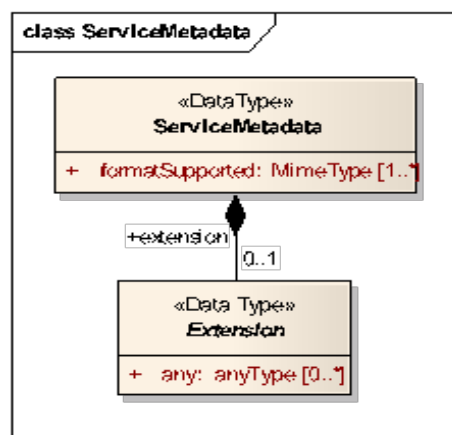 class ServiceMetadata
«DataType»
ServiceMetadata
+ formatSupported: MimeType [1..*]
+extension
0..1
«Data Type»
Extension
+ any: anyType [0..*]